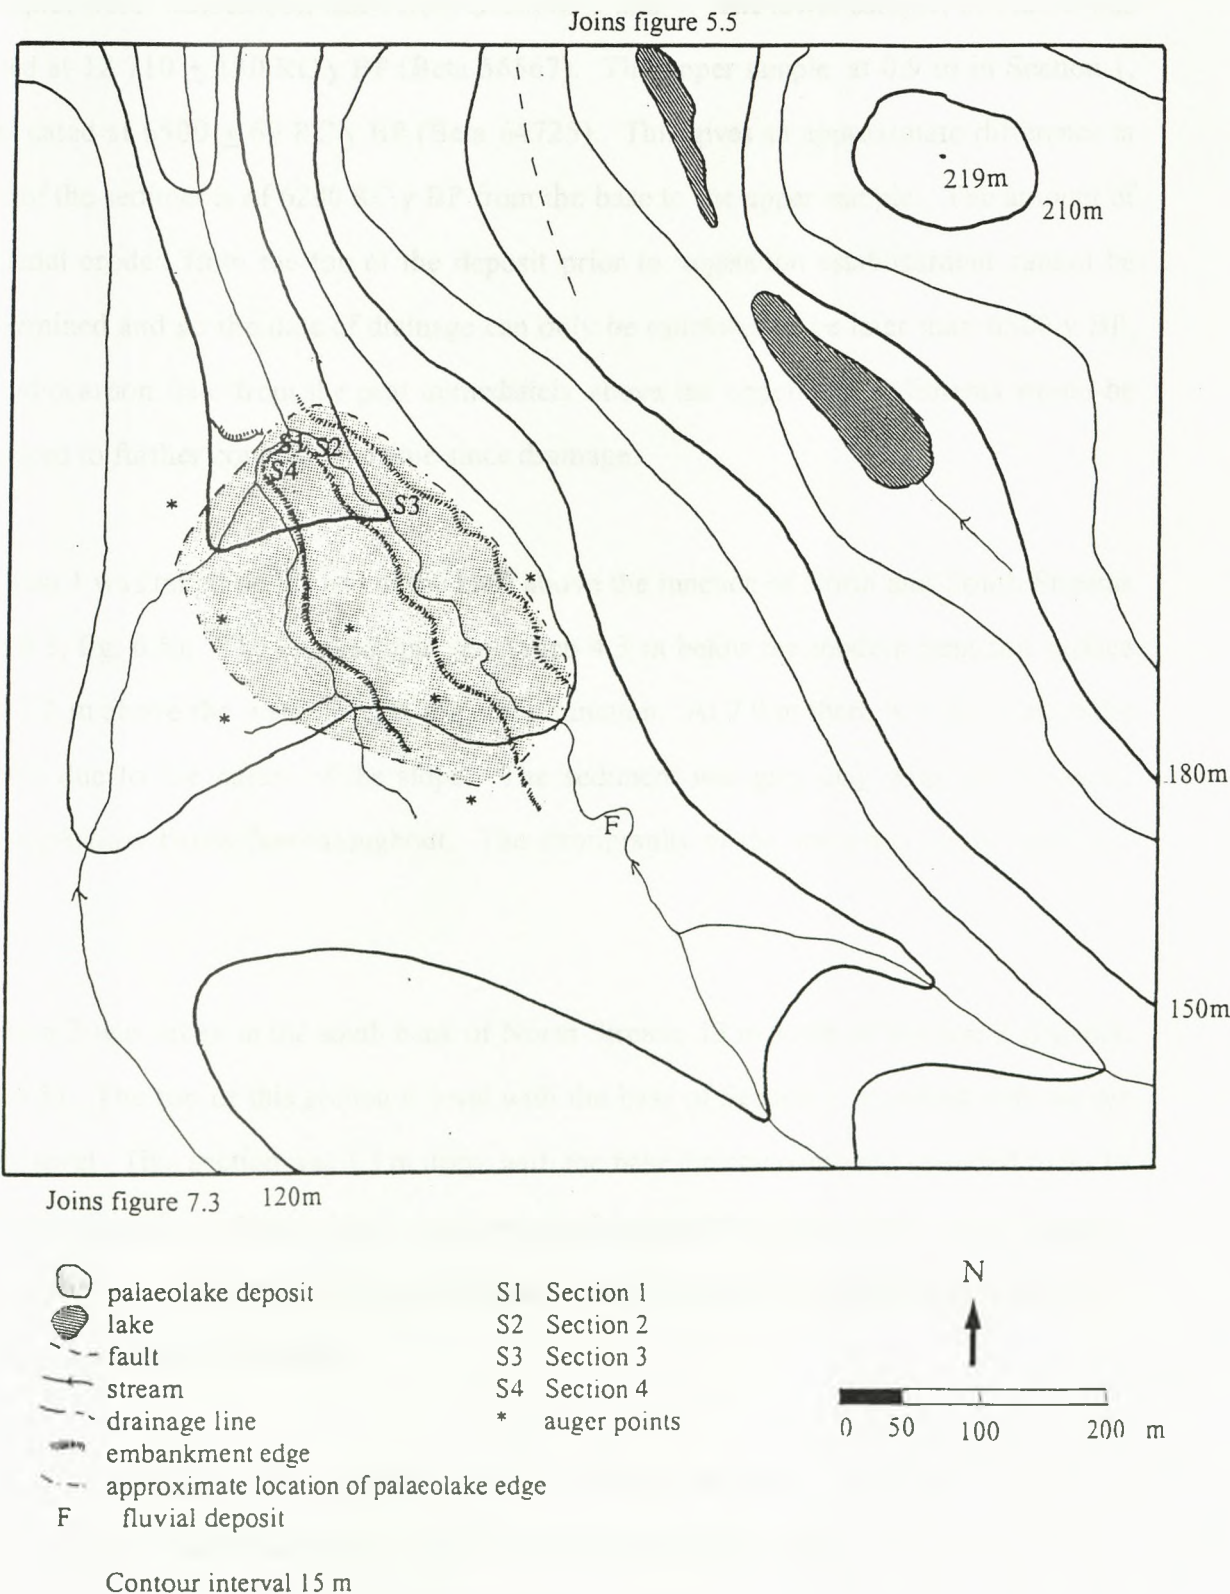 Joins figure 5.5
219m
210m
S1 S2
S4
S3
180m
F
150m
Joins figure 7.3 120m
palaeolake deposit
lake
fault
stream
drainage line
embankment edge
approximate location of palaeolake edge
F fluvial deposit
Contour interval 15 m
S1 Section 1
S2 Section 2
S3 Section 3
S4 Section 4
* auger points
N
0 50 100 200 m